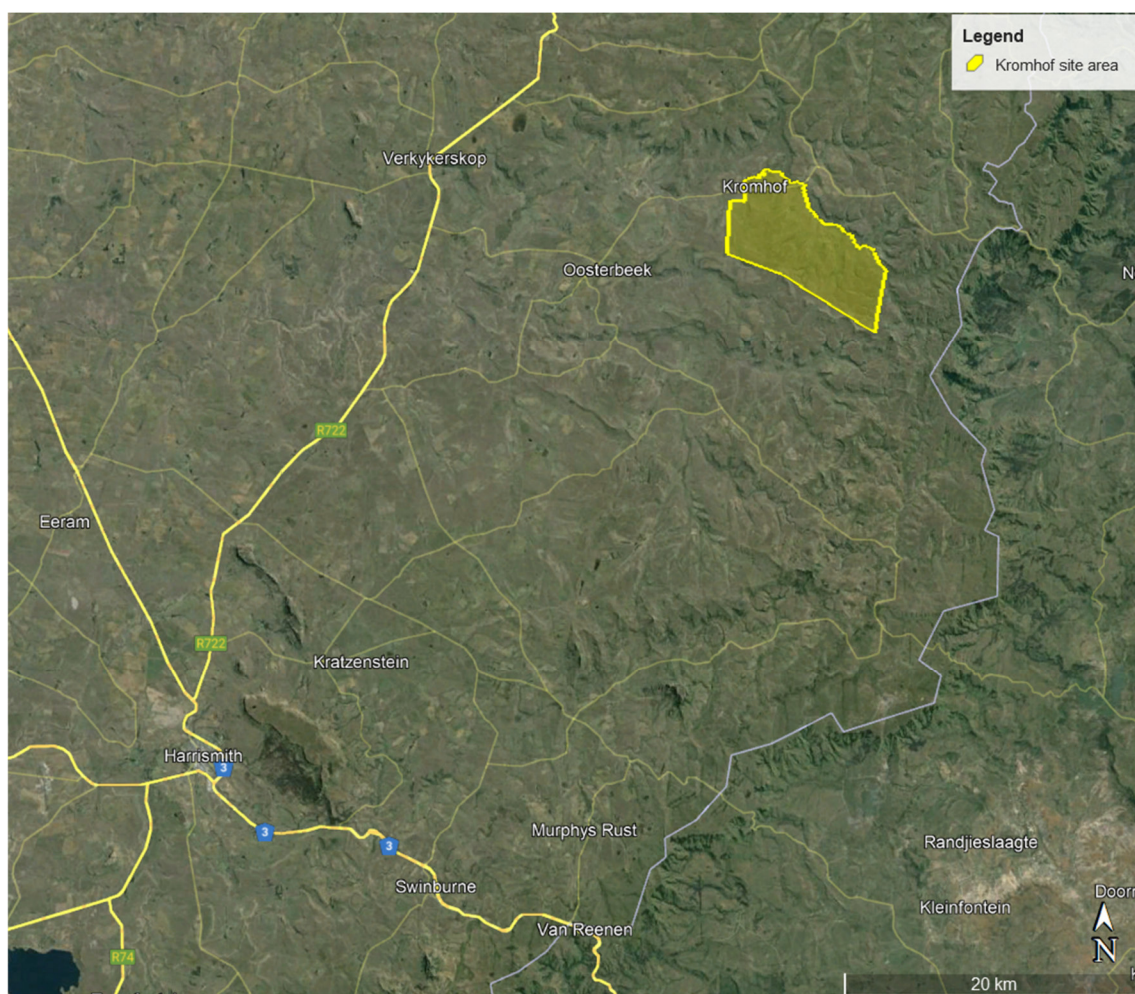 Legend
Kromhof site area
Verkykerskop
Kromhof
Oosterbeek
N
R722
Eeram
R722
Kratzenstein
Harrismith
3
3
3
Murphys Rust
Randjieslaagte
Swinburne
Kleinfontein
Doorn
Van Reenen
N
R74
20 km